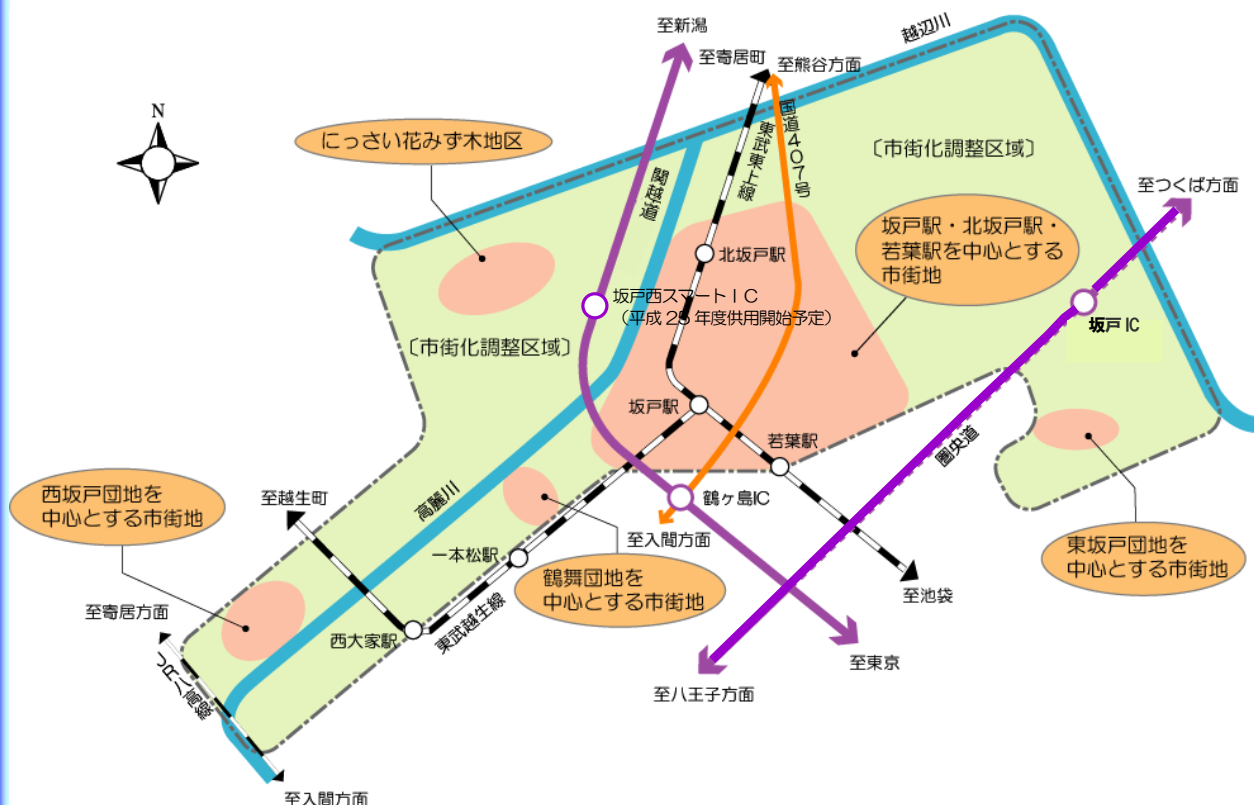 至新潟
越辺川
至寄居町
至熊谷方面
N
国道407号
東武東上線
にっさい花みず木地区
〔市街化調整区域〕
関越道
至つくば方面
坂戸駅・北坂戸駅・
若葉駅を中心とする
市街地
北坂戸駅
坂戸西スマートIC
（平成25年度供用開始予定）
坂戸IC
〔市街化調整区域〕
坂戸駅
若葉駅
圏央道
西坂戸団地を
中心とする市街地
至越生町
高麗川
鶴ヶ島IC
至入間方面
東坂戸団地を
中心とする市街地
一本松駅
鶴舞団地を
中心とする市街地
至池袋
至寄居方面
西大家駅
東武越生線
至東京
JR八高線
至八王子方面
至入間方面